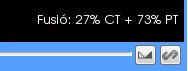 Fusió: 27% CT + 73% PT